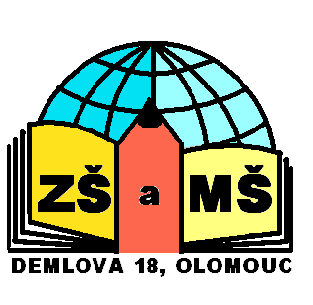 ZŠ a MŠ
DEMLOVA 18, OLOMOUC